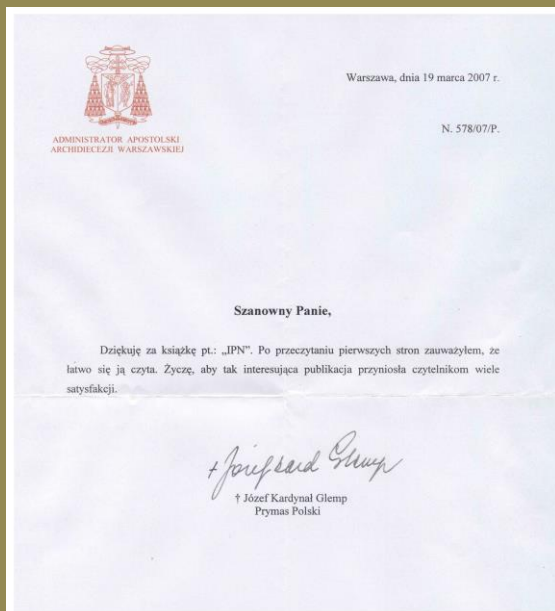 Warszawa, dnia 19 marca 2007 r.
N. 578/07/P.
ADMINISTRATOR APOSTOLSKI
ARCHIDIECEZJI WARSZAWSKIEJ
Szanowny Panie,
Dziękuję za książkę pt.: „IPN”. Po przeczytaniu pierwszych stron zauważyłem, że
łatwo się ją czyta. Życzę, aby tak interesująca publikacja przyniosła czytelnikom wiele
satysfakcji.
+ Józef kard Glemp
† Józef Kardynał Glemp
Prymas Polski